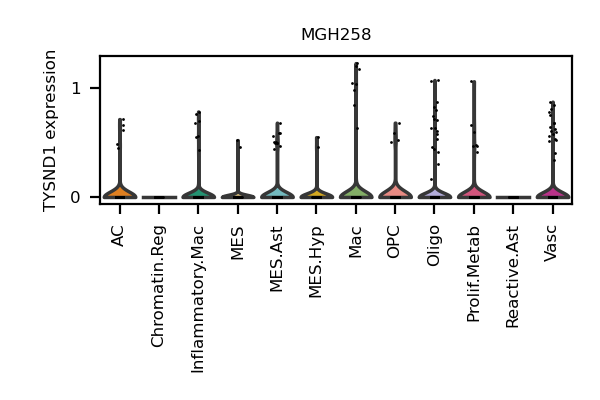 MGH258
TYSND1 expression
1
0
AC
Chromatin.Reg
Inflammatory.Mac
MES
MES.Ast
MES.Hyp
Mac
OPC
Oligo
Prolif.Metab
Reactive.Ast
Vasc